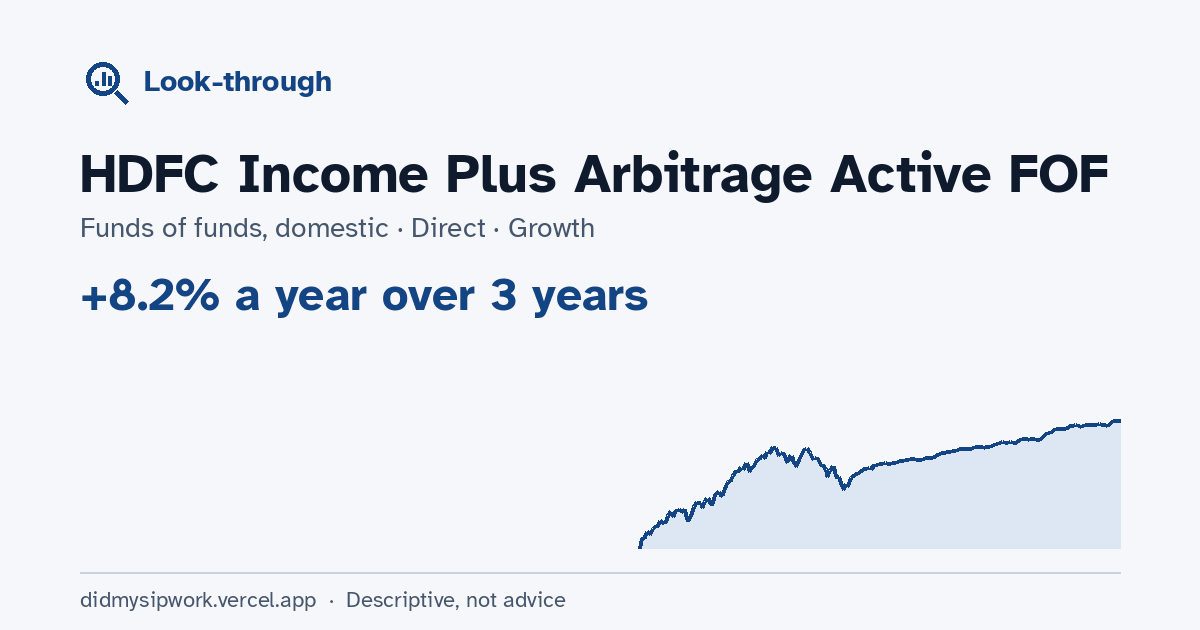 Look-through
HDFC Income Plus Arbitrage Active FOF
Funds of funds, domestic · Direct · Growth
+8.2% a year over 3 years
didmysipwork.vercel.app · Descriptive, not advice